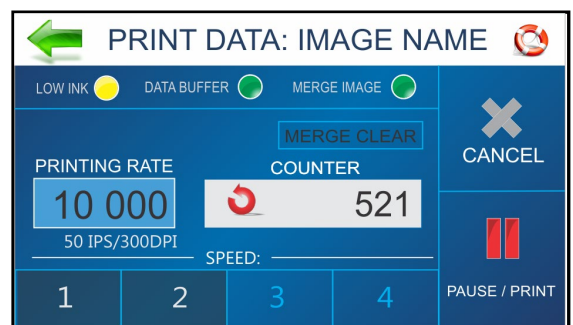 PRINT DATA: IMAGE NAME
LOW INK DATA BUFFER MERGE IMAGE
MERGE CLEAR
CANCEL
PRINTING RATE COUNTER
10 000 521
50 IPS/300DPI
SPEED:
1 2 3 4
PAUSE / PRINT